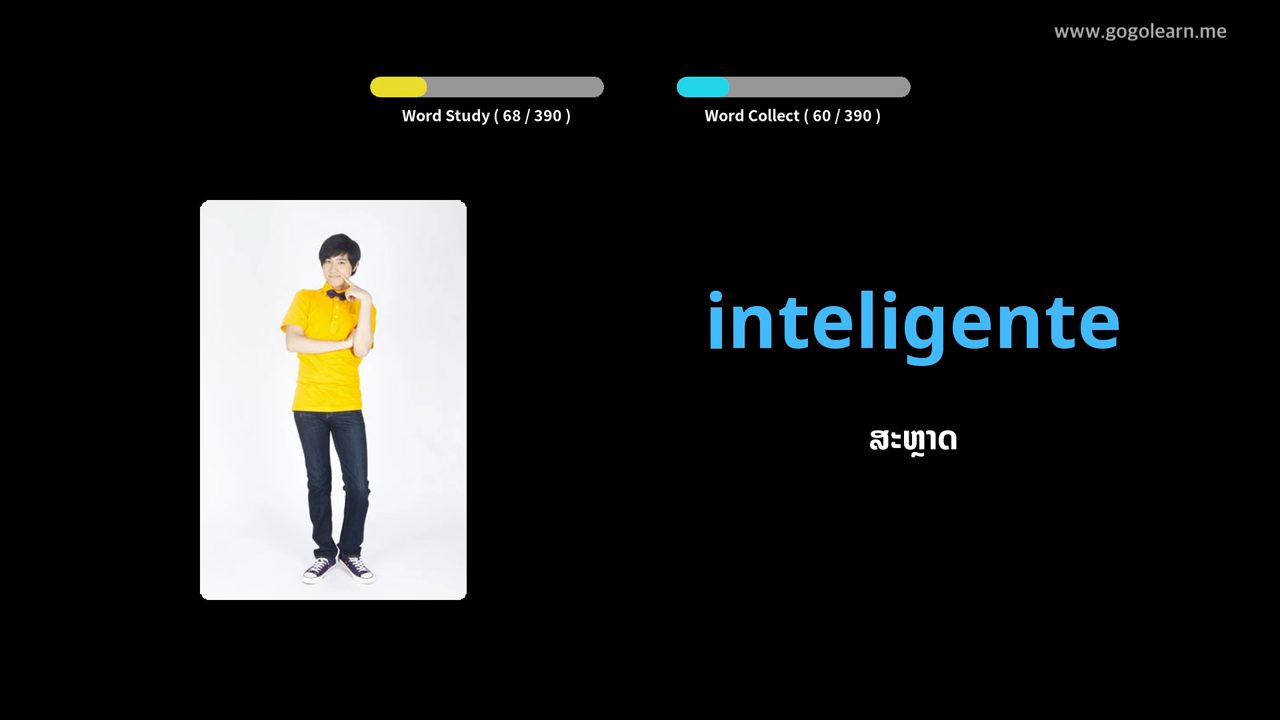 www.gogolearn.me
Word Study ( 68 / 390 )
Word Collect ( 60 / 390 )
inteligente
ສະຫຼາດ